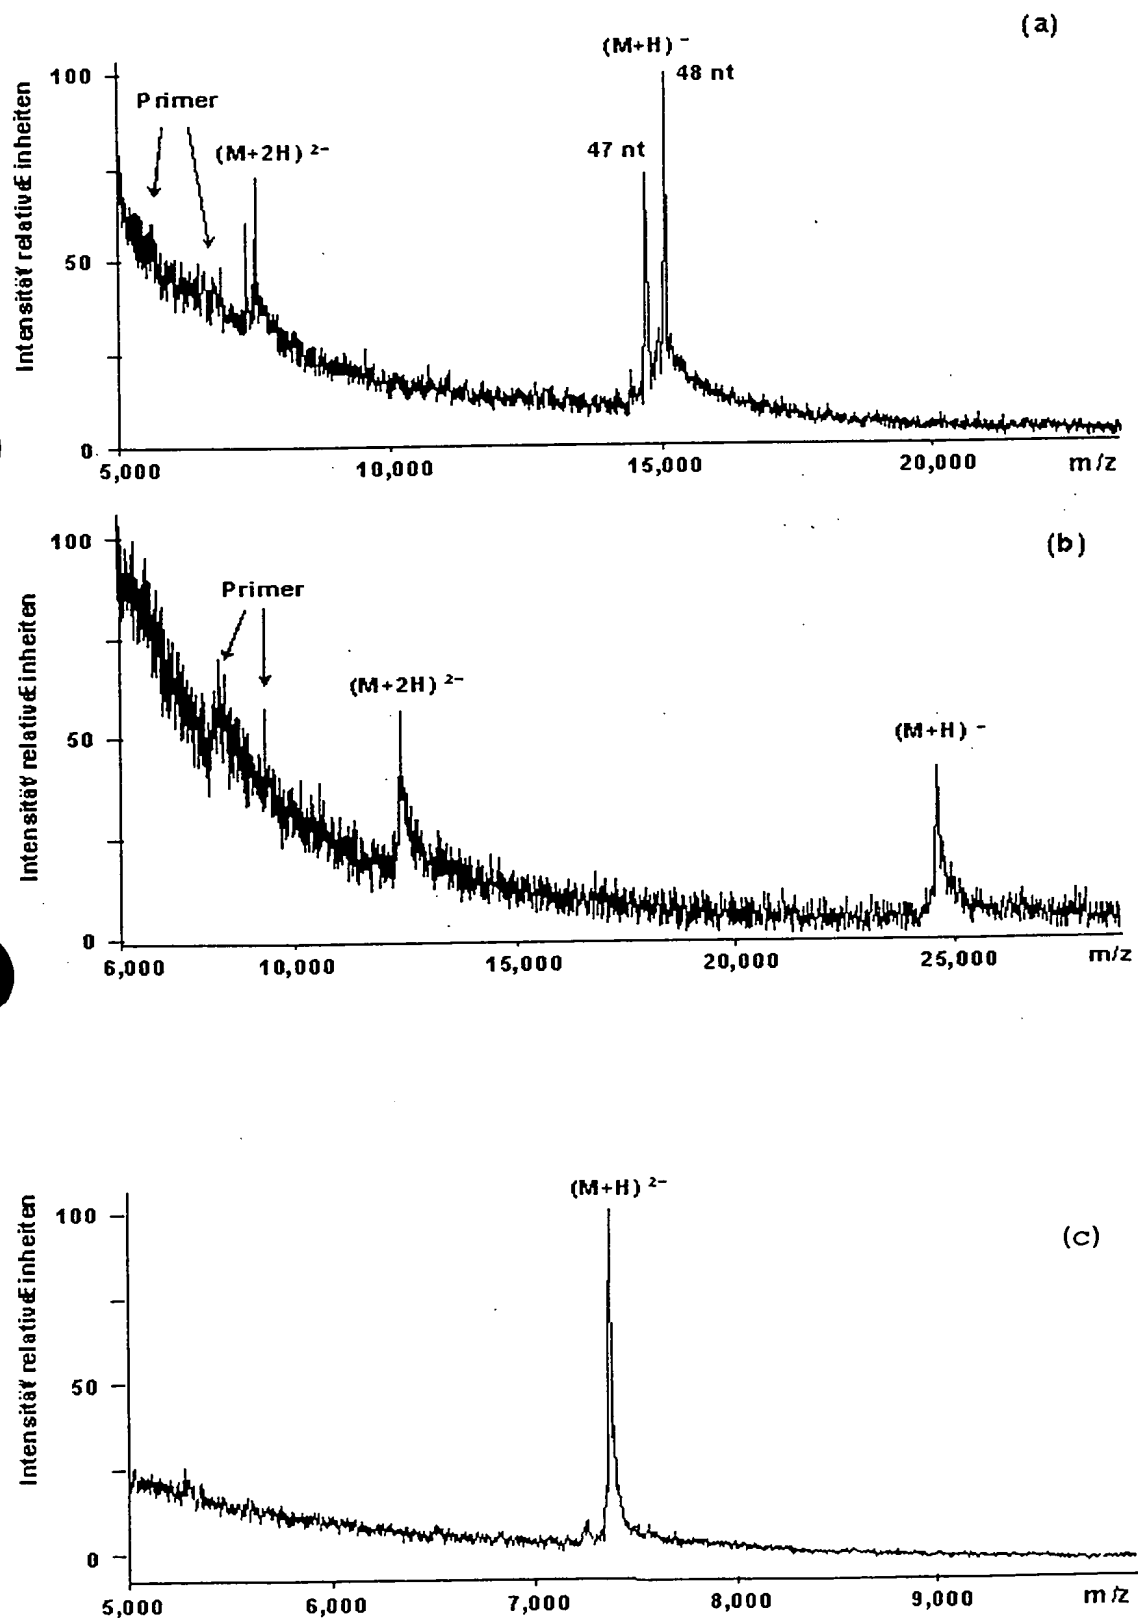 (a)
(M+H) –
100
48 nt
Primer
(M+2H) 2–
47 nt
50
0
Intensität relative Einheiten
5,000
10,000
15,000
20,000
m/z
(b)
100
Primer
(M+2H) 2–
(M+H) –
50
0
Intensität relative Einheiten
6,000
10,000
15,000
20,000
25,000
m/z
(M+H) 2–
100
(c)
50
0
Intensität relative Einheiten
5,000
6,000
7,000
8,000
9,000
m/z